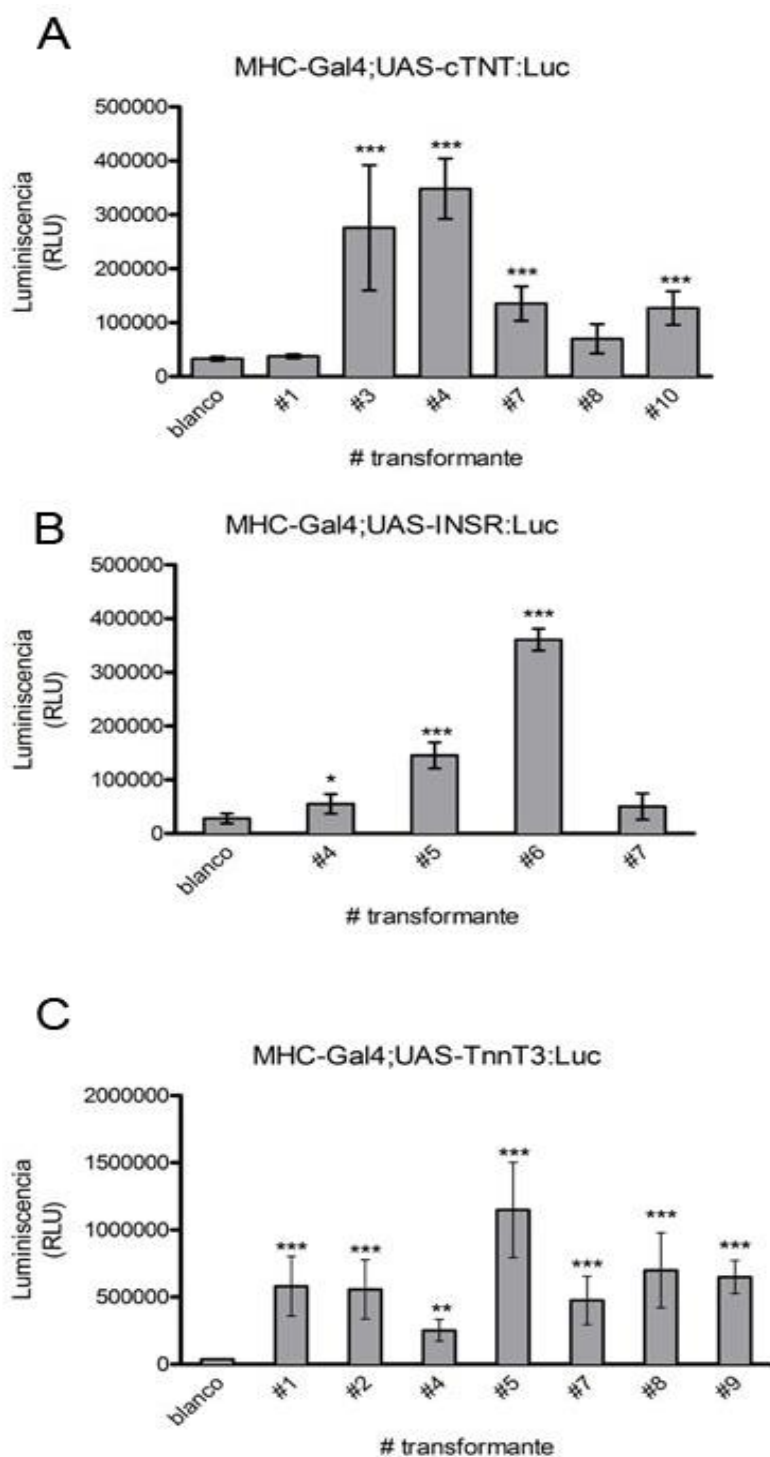 A
MHC-Gal4;UAS-cTNT:Luc
Luminiscencia
(RLU)
500000
400000
300000
200000
100000
0
***
***
***
***
blanco
#1
#3
#4
#7
#8
#10
# transformante
B
MHC-Gal4;UAS-INSR:Luc
Luminiscencia
(RLU)
500000
400000
300000
200000
100000
0
*
***
***
blanco
#4
#5
#6
#7
# transformante
C
MHC-Gal4;UAS-TnnT3:Luc
Luminiscencia
(RLU)
2000000
1500000
1000000
500000
0
***
***
**
***
***
***
***
blanco
#1
#2
#4
#5
#7
#8
#9
# transformante